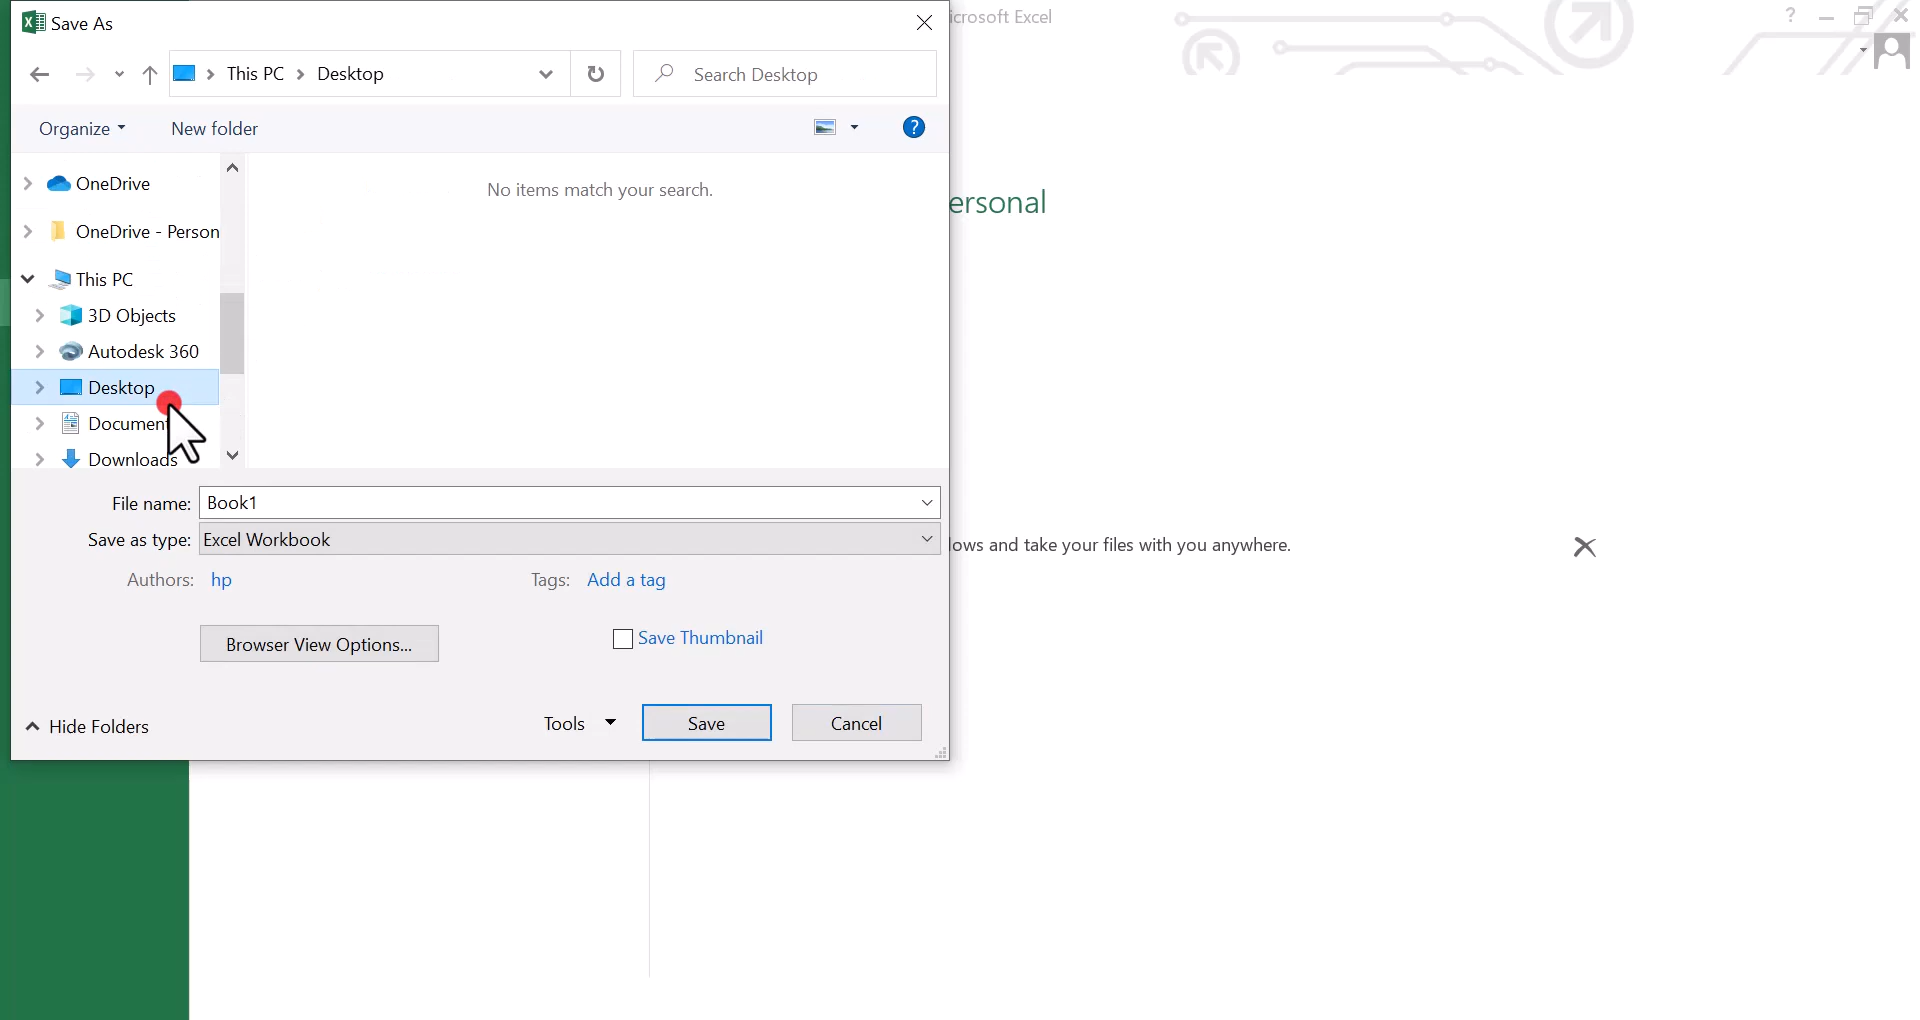 Save As
icrosoft Excel
?
This PC
Desktop
Search Desktop
Organize
New folder
?
OneDrive
No items match your search.
ersonal
OneDrive - Person
This PC
3D Objects
Autodesk 360
Desktop
Document
Downloads
File name: Book1
Save as type: Excel Workbook
lows and take your files with you anywhere.
Authors: hp
Tags: Add a tag
Browser View Options...
Save Thumbnail
Hide Folders
Tools
Save
Cancel